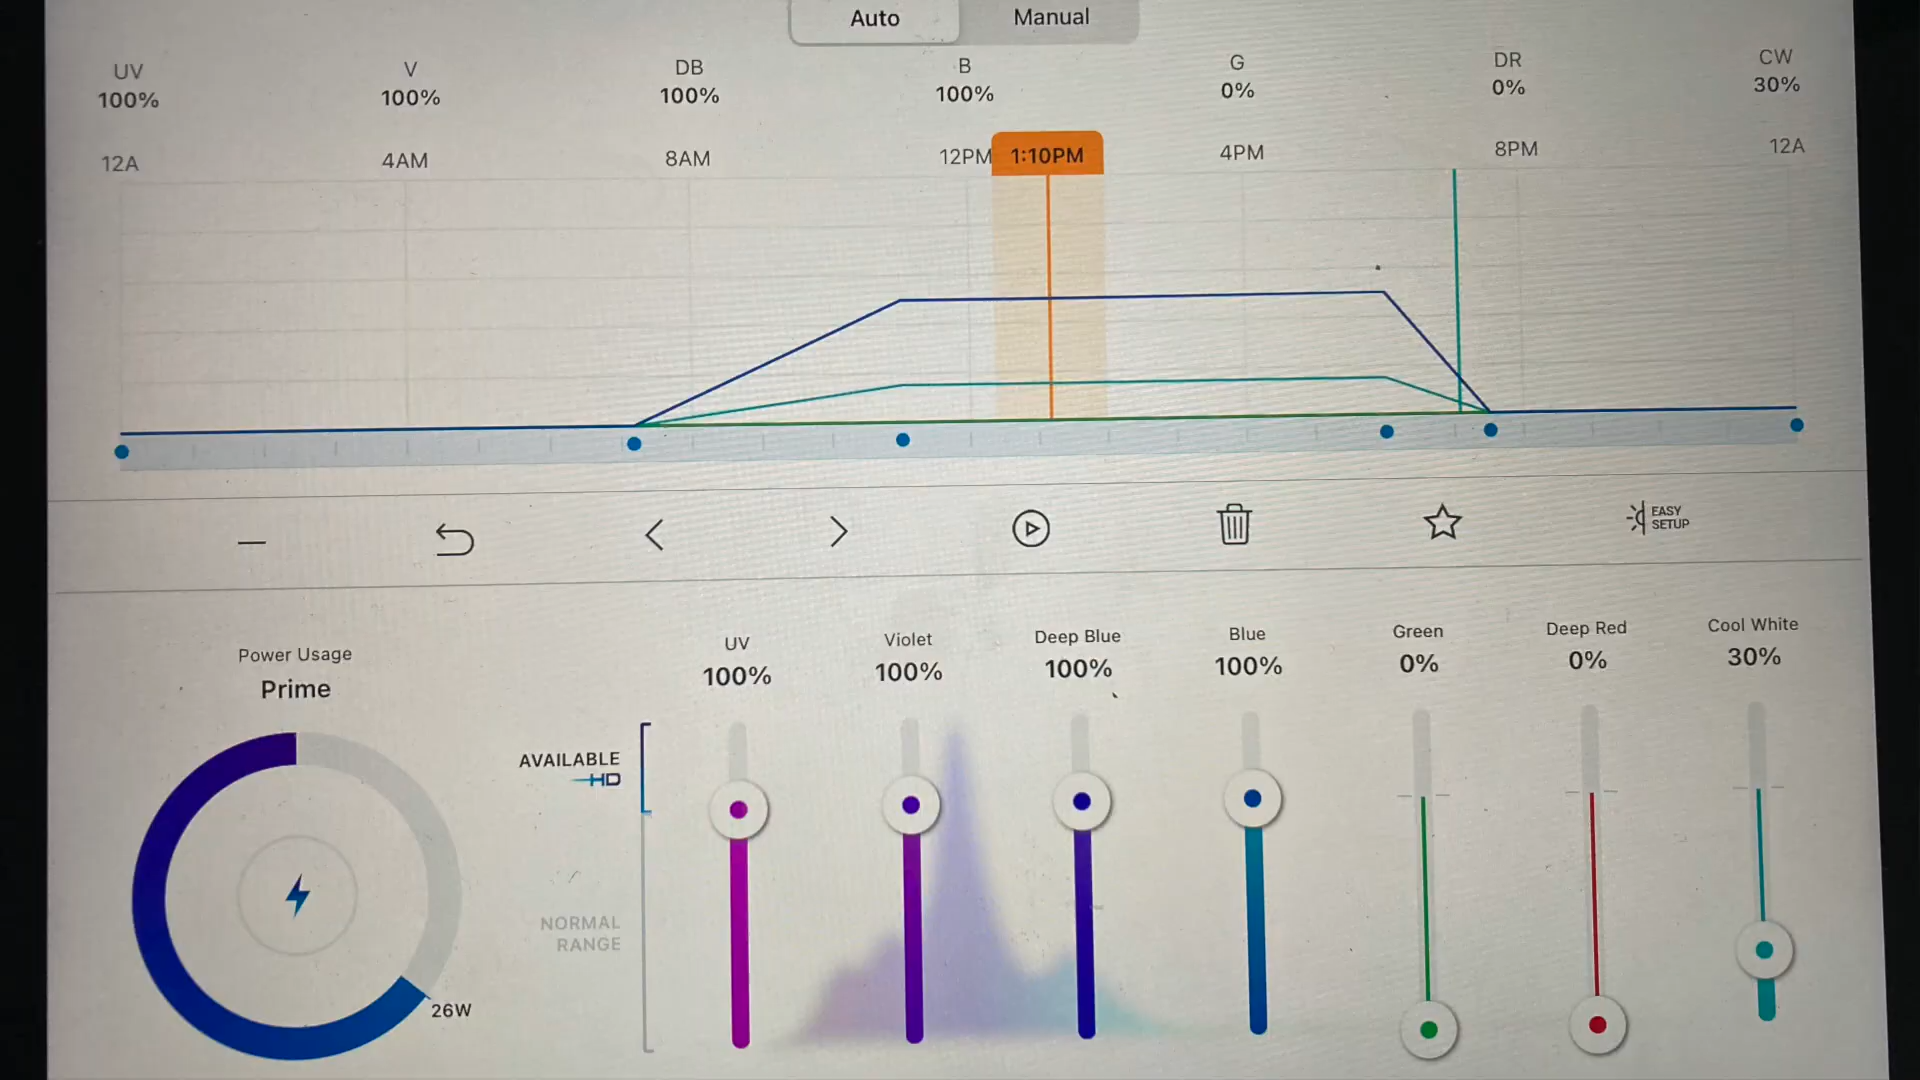 Auto Manual
UV V DB B G DR CW
100% 100% 100% 100% 0% 0% 30%
12A 4AM 8AM 12PM 1:10PM 4PM 8PM 12A
EASY
SETUP
Power Usage
Prime
26W
UV Violet Deep Blue Blue Green Deep Red Cool White
100% 100% 100% 100% 0% 0% 30%
AVAILABLE
HD
NORMAL
RANGE